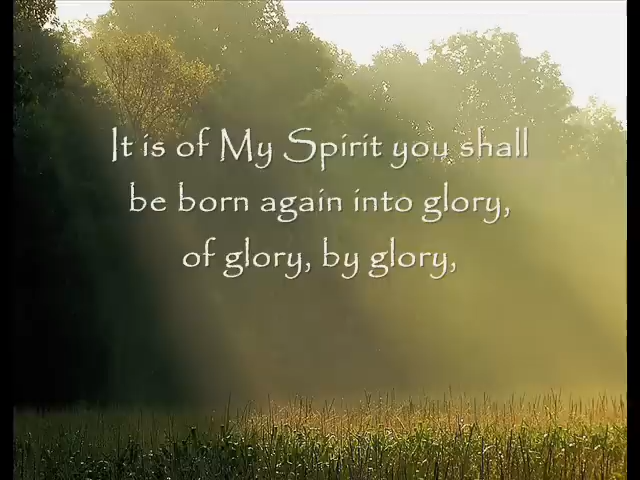 It is of My Spirit you shall
be born again into glory,
of glory, by glory,